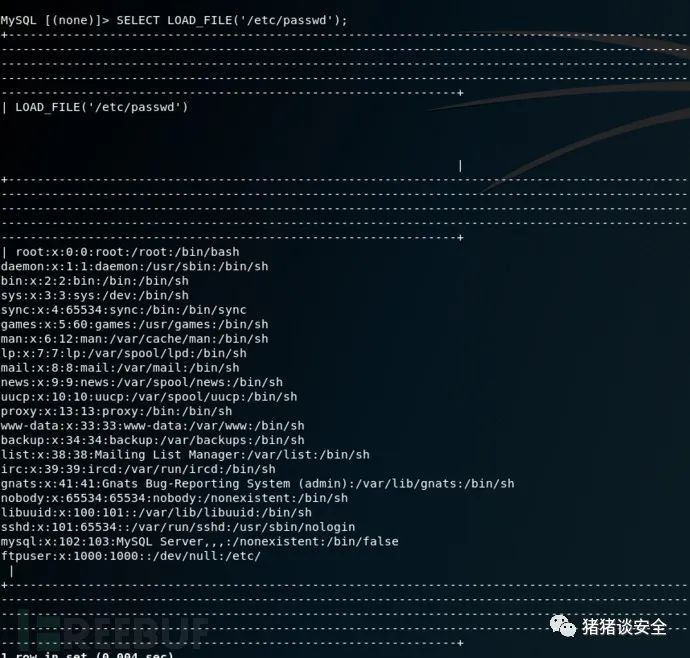 MySQL [(none)]> SELECT LOAD_FILE('/etc/passwd');
| LOAD_FILE('/etc/passwd')
|
| root:x:0:0:root:/root:/bin/bash
daemon:x:1:1:daemon:/usr/sbin:/bin/sh
bin:x:2:2:bin:/bin:/bin/sh
sys:x:3:3:sys:/dev:/bin/sh
sync:x:4:65534:sync:/bin:/bin/sync
games:x:5:60:games:/usr/games:/bin/sh
man:x:6:12:man:/var/cache/man:/bin/sh
lp:x:7:7:lp:/var/spool/lpd:/bin/sh
mail:x:8:8:mail:/var/mail:/bin/sh
news:x:9:9:news:/var/spool/news:/bin/sh
uucp:x:10:10:uucp:/var/spool/uucp:/bin/sh
proxy:x:13:13:proxy:/bin:/bin/sh
www-data:x:33:33:www-data:/var/www:/bin/sh
backup:x:34:34:backup:/var/backups:/bin/sh
list:x:38:38:Mailing List Manager:/var/list:/bin/sh
irc:x:39:39:ircd:/var/run/ircd:/bin/sh
gnats:x:41:41:Gnats Bug-Reporting System (admin):/var/lib/gnats:/bin/sh
nobody:x:65534:65534:nobody:/nonexistent:/bin/sh
libuuid:x:100:101::/var/lib/libuuid:/bin/sh
sshd:x:101:65534::/var/run/sshd:/usr/sbin/nologin
mysql:x:102:103:MySQL Server,,,:/nonexistent:/bin/false
ftpuser:x:1000:1000::/dev/null:/etc/
|
FREEBUF
猪猪谈安全
1 row in set (0.004 sec)